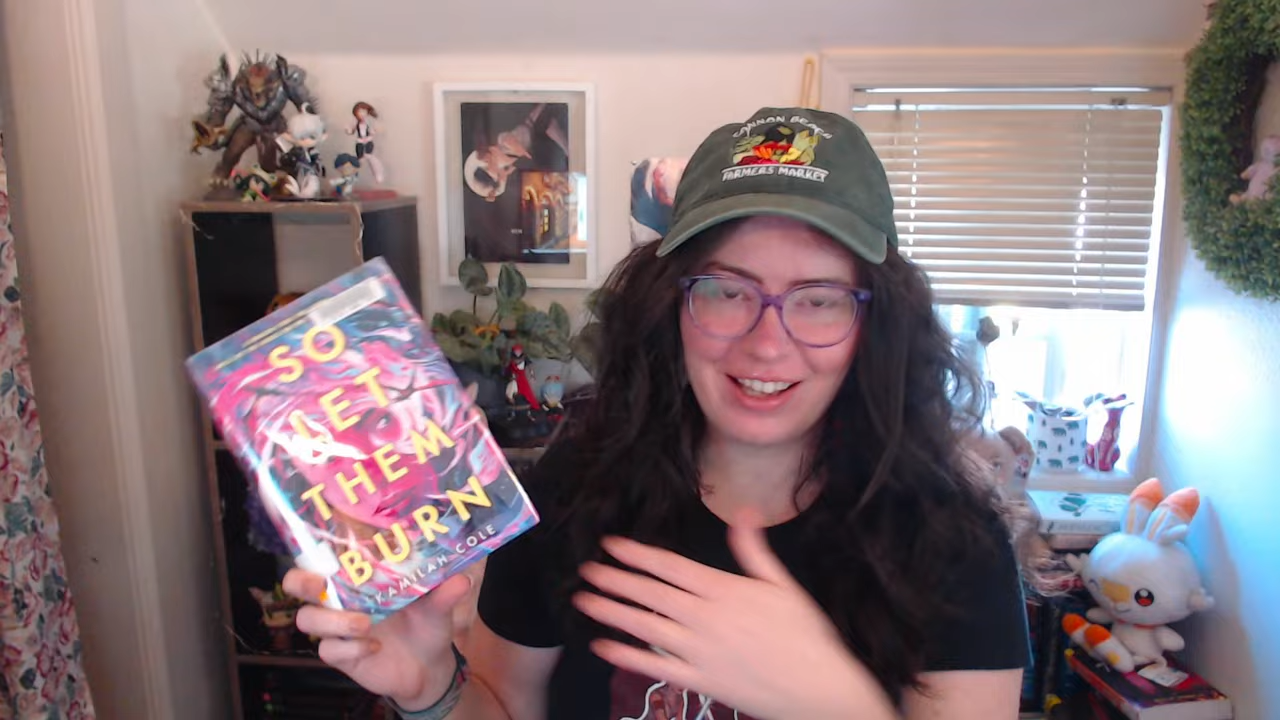 CANNON BEACH
FARMERS MARKET
SO
LET
THEM
BURN
KAMILAH COLE